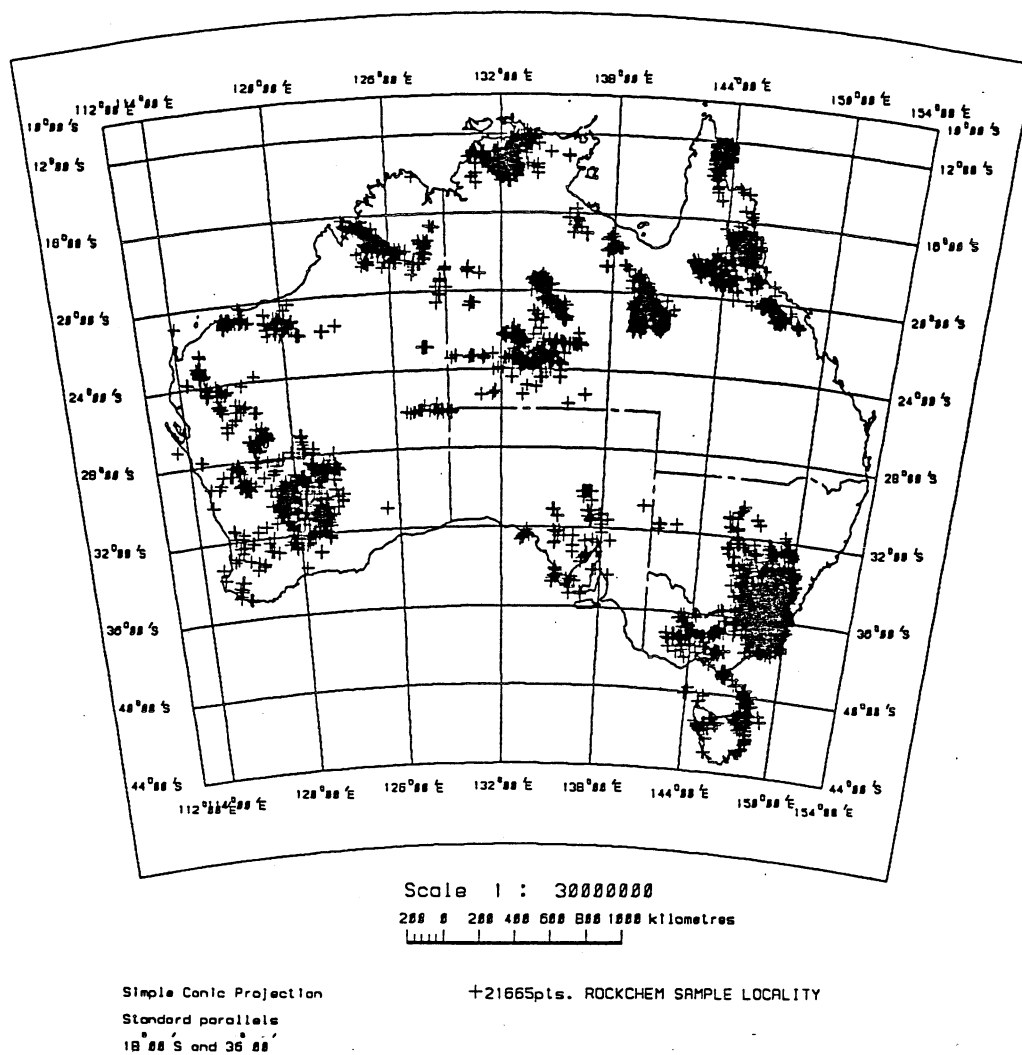 112°00'E 114°00'E 120°00'E 126°00'E 132°00'E 138°00'E 144°00'E 150°00'E 154°00'E
10°00'S 10°00'S
12°00'S 12°00'S
16°00'S 16°00'S
20°00'S 20°00'S
24°00'S 24°00'S
28°00'S 28°00'S
32°00'S 32°00'S
36°00'S 36°00'S
40°00'S 40°00'S
44°00'S 44°00'S
112°00'E 114°00'E 120°00'E 126°00'E 132°00'E 138°00'E 144°00'E 150°00'E 154°00'E
Scale 1 : 30000000
200 0 200 400 600 800 1000 kilometres
Simple Conic Projection
+21665pts. ROCKCHEM SAMPLE LOCALITY
Standard parallels
18°00'S and 36°00'